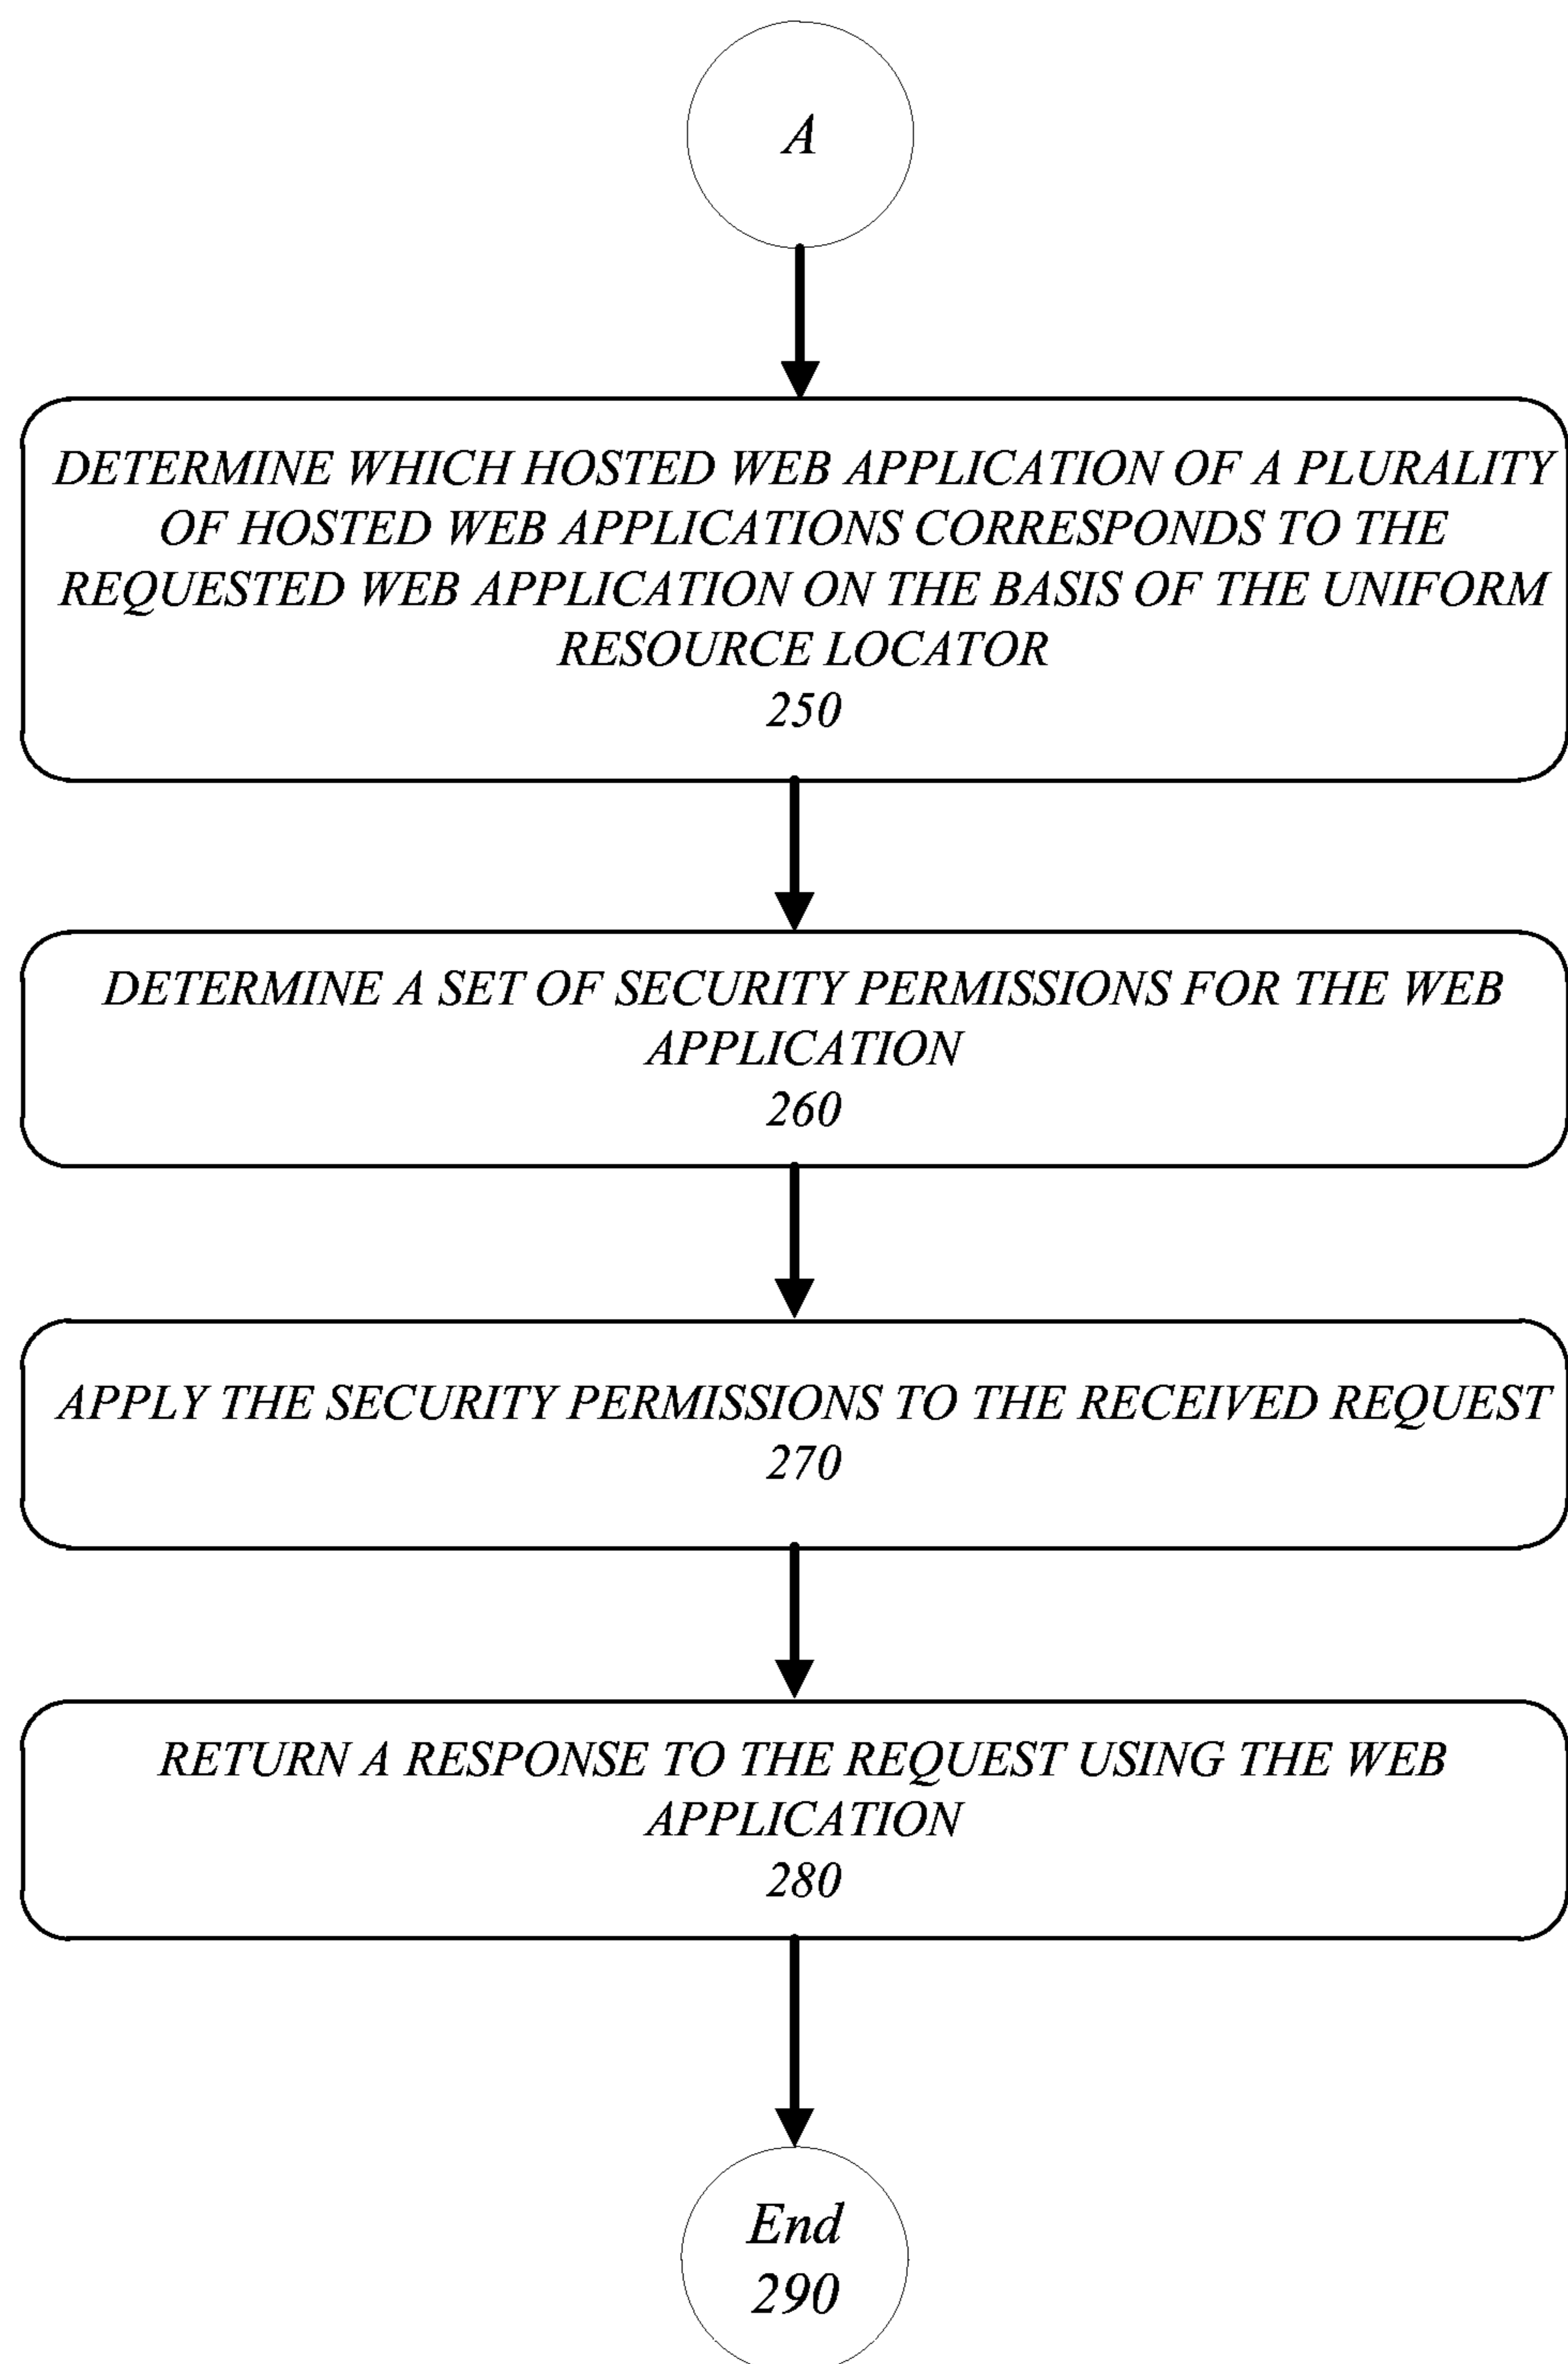 A
DETERMINE WHICH HOSTED WEB APPLICATION OF A PLURALITY
OF HOSTED WEB APPLICATIONS CORRESPONDS TO THE
REQUESTED WEB APPLICATION ON THE BASIS OF THE UNIFORM
RESOURCE LOCATOR
250
DETERMINE A SET OF SECURITY PERMISSIONS FOR THE WEB
APPLICATION
260
APPLY THE SECURITY PERMISSIONS TO THE RECEIVED REQUEST
270
RETURN A RESPONSE TO THE REQUEST USING THE WEB
APPLICATION
280
End
290